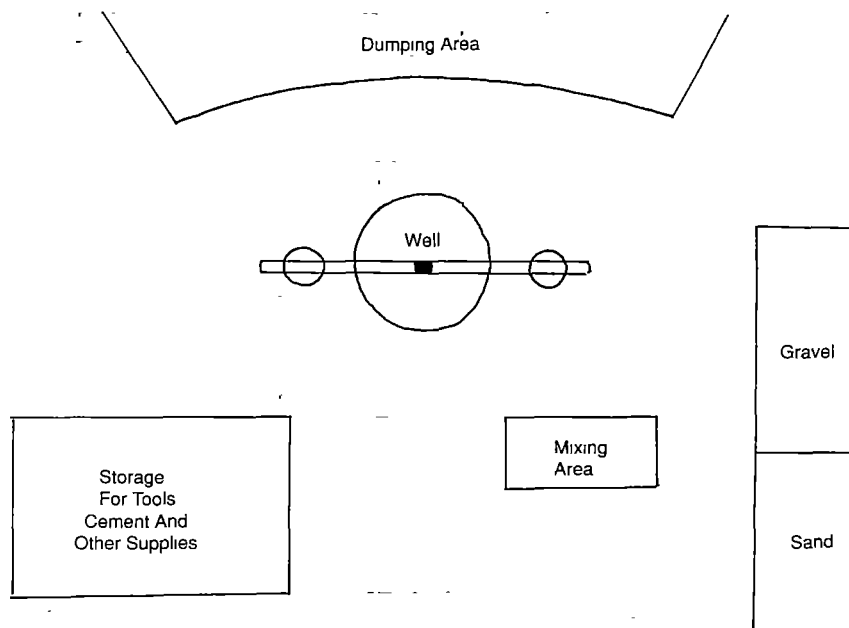 Dumping Area
Well
Gravel
Mixing
Area
Storage
For Tools
Cement And
Other Supplies
Sand